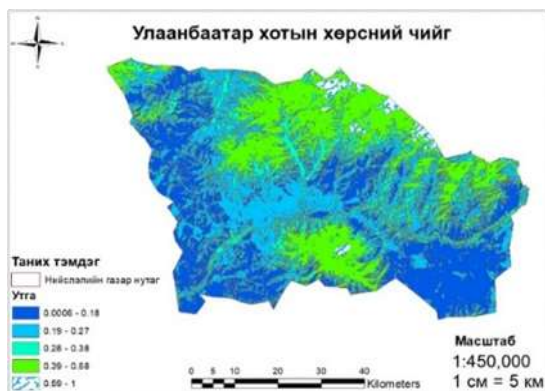 Улаанбаатар хотын хөрсний чийг
Таних тэмдэг
Нийслэлийн газар нутаг
Утга
0.0006 - 0.18
0.19 - 0.27
0.28 - 0.38
0.39 - 0.58
0.59 - 1
0 5 10 20 30 40
Kilometers
Масштаб
1:450,000
1 см = 5 км